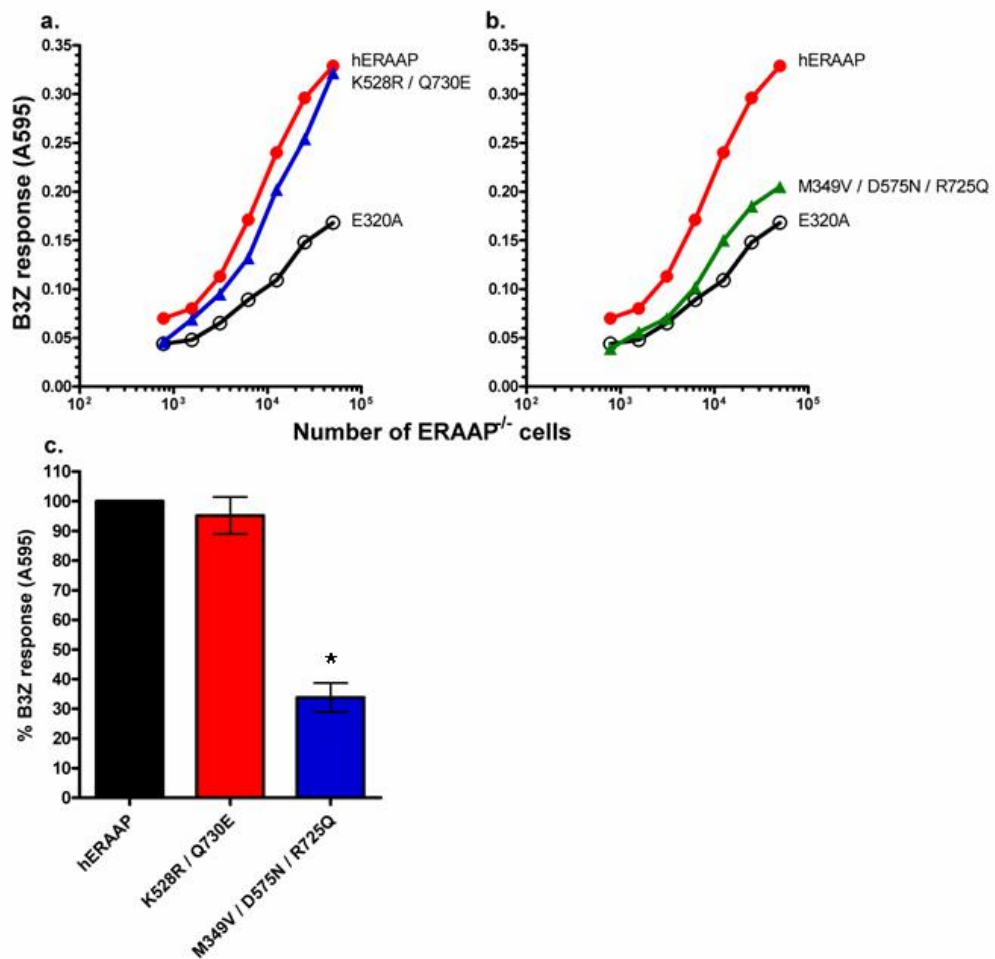 a.
B3Z response (A595)
0.35
0.30
0.25
0.20
0.15
0.10
0.05
0.00
hERAAP
K528R / Q730E
E320A
10²
10³
10⁴
10⁵
b.
0.35
0.30
0.25
0.20
0.15
0.10
0.05
0.00
hERAAP
M349V / D575N / R725Q
E320A
10²
10³
10⁴
10⁵
Number of ERAAP⁻/⁻ cells
c.
% B3Z response (A595)
110
100
90
80
70
60
50
40
30
20
10
0
*
hERAAP
K528R / Q730E
M349V / D575N / R725Q